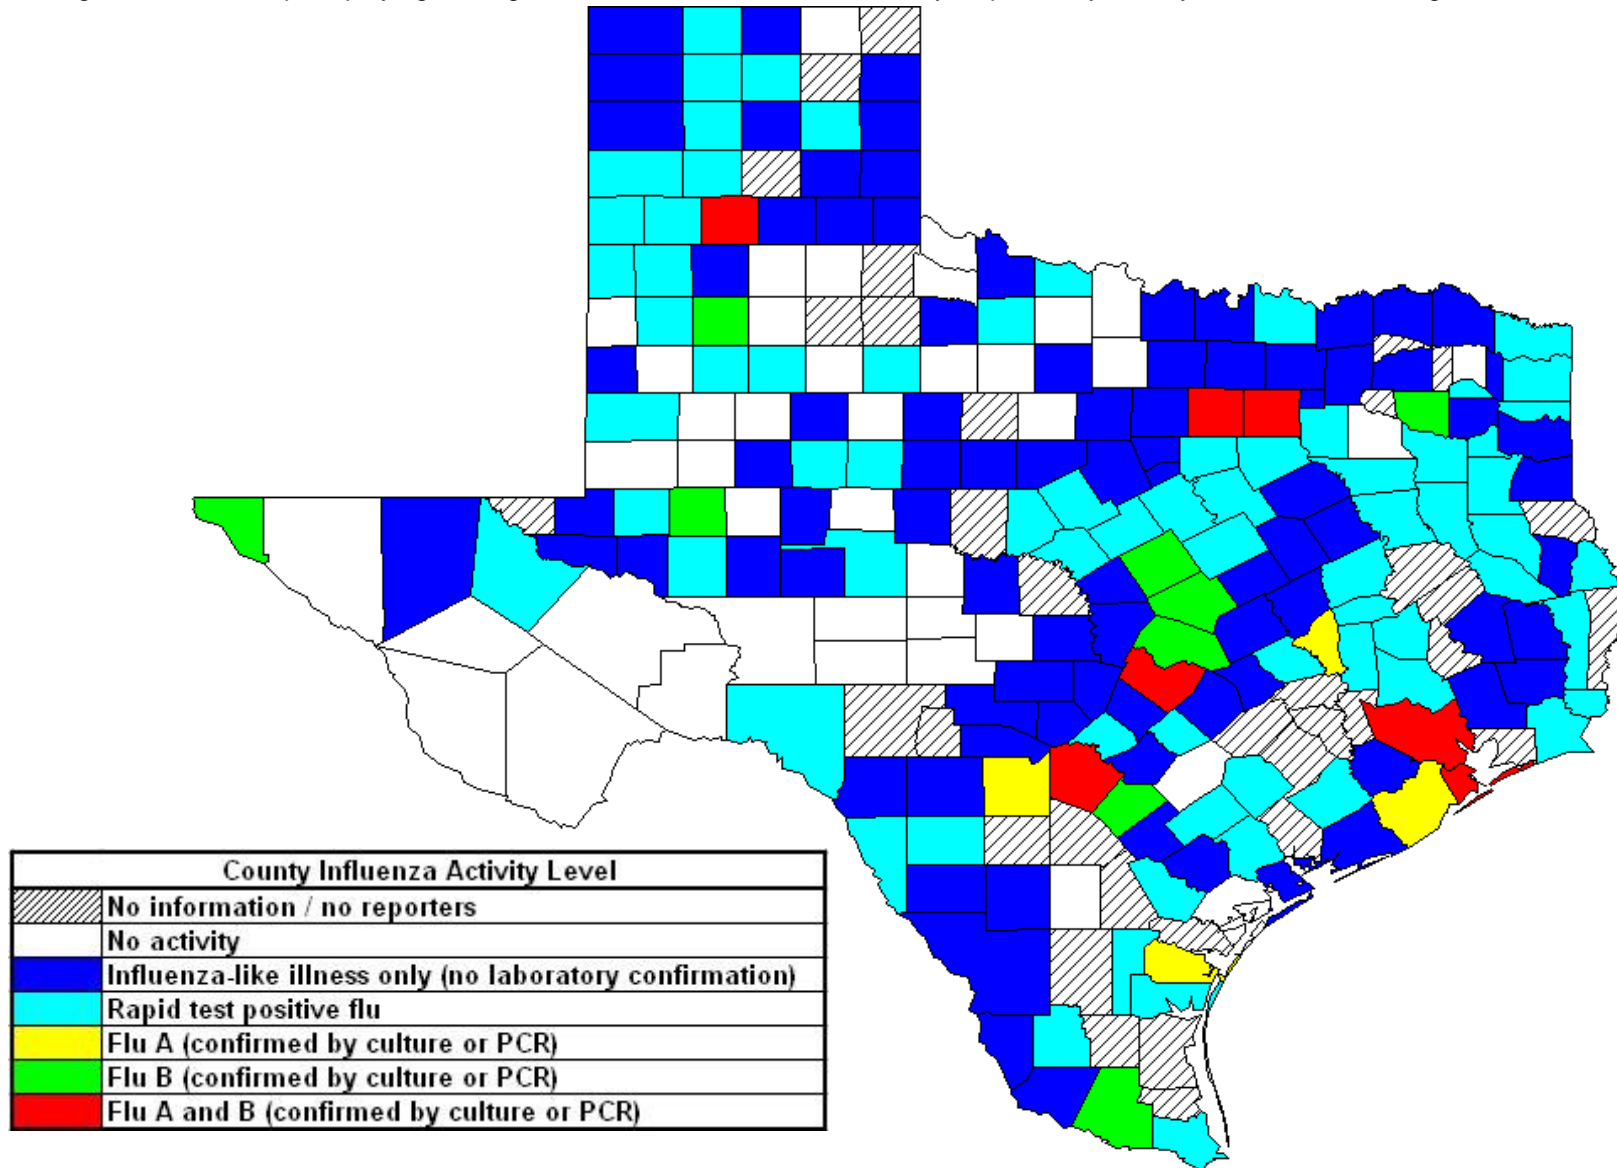 County Influenza Activity Level
No information / no reporters
No activity
Influenza-like illness only (no laboratory confirmation)
Rapid test positive flu
Flu A (confirmed by culture or PCR)
Flu B (confirmed by culture or PCR)
Flu A and B (confirmed by culture or PCR)